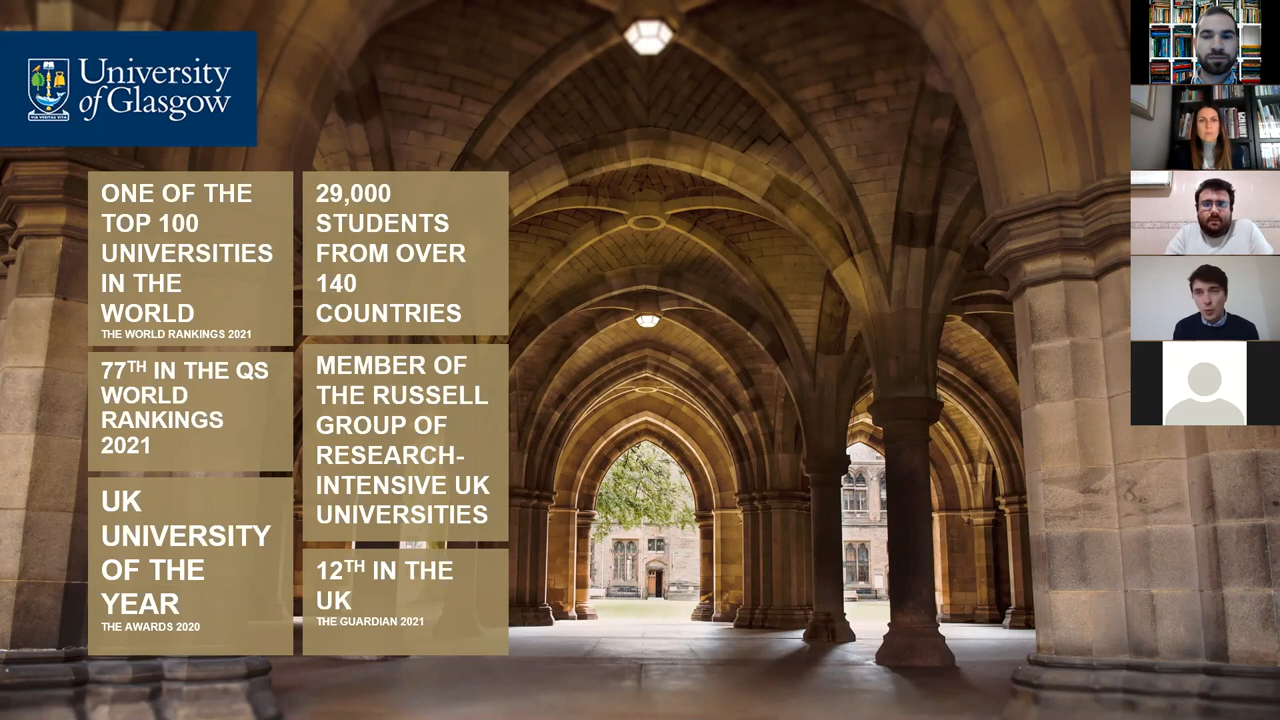 University
of Glasgow
VIA VERITAS VITA
ONE OF THE
TOP 100
UNIVERSITIES
IN THE
WORLD
THE WORLD RANKINGS 2021
77TH IN THE QS
WORLD
RANKINGS
2021
UK
UNIVERSITY
OF THE
YEAR
THE AWARDS 2020
29,000
STUDENTS
FROM OVER
140
COUNTRIES
MEMBER OF
THE RUSSELL
GROUP OF
RESEARCH-
INTENSIVE UK
UNIVERSITIES
12TH IN THE
UK
THE GUARDIAN 2021